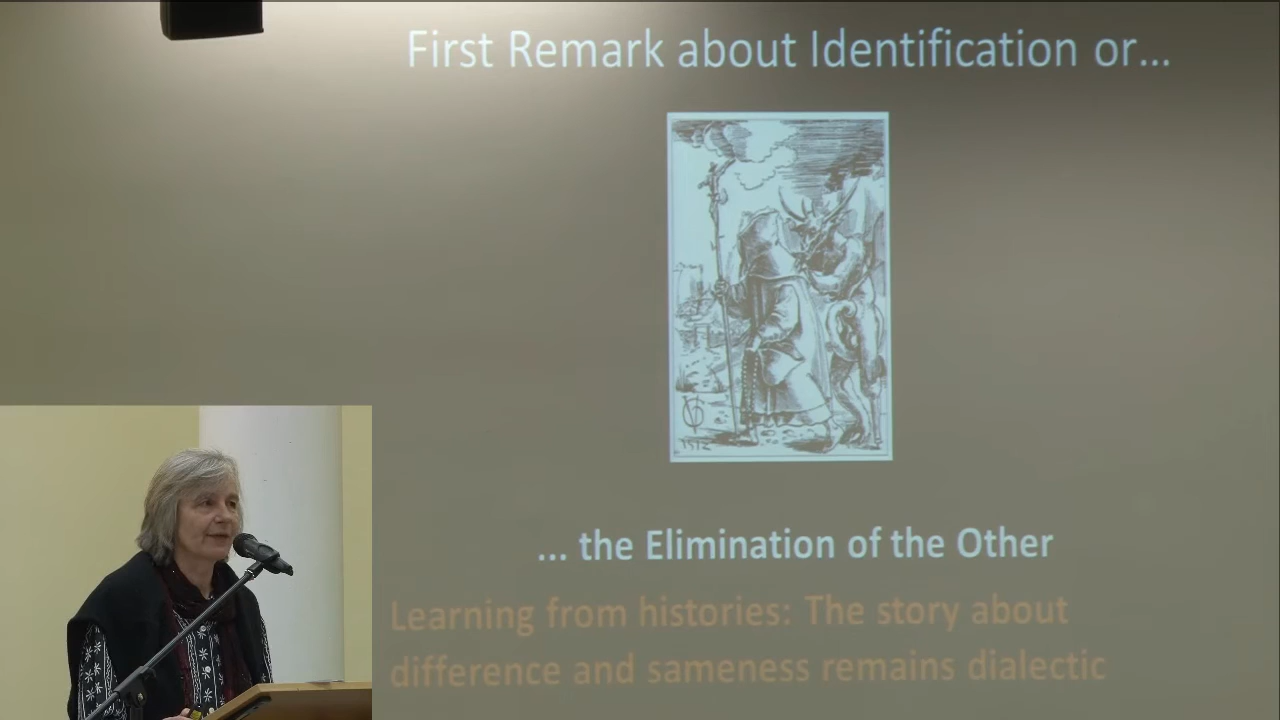 First Remark about Identification or...
1512
... the Elimination of the Other
Learning from histories: The story about
difference and sameness remains dialectic